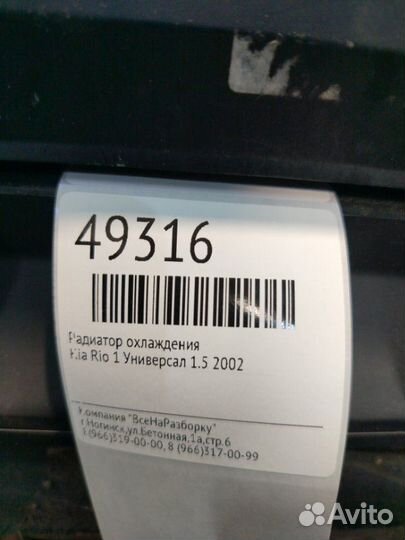 49316
Радиатор охлаждения
Kia Rio 1 Универсал 1.5 2002
Компания "ВсеНаРазборку"
г.Ногинск,ул.Бетонная,1а,стр.6
8 (966)319-00-00, 8 (966)317-00-99
Avito